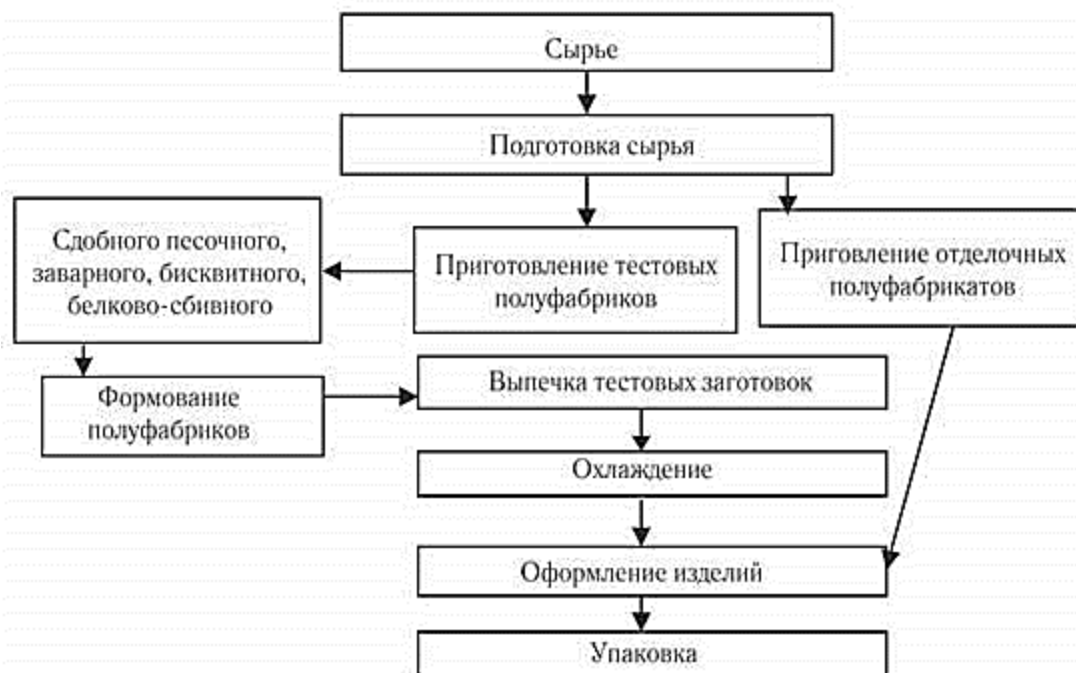 Сырье
Подготовка сырья
Сдобного песочного,
заварного, бисквитного,
белково-сбивного
Приготовление тестовых
полуфабриков
Приговление отделочных
полуфабрикатов
Формование
полуфабриков
Выпечка тестовых заготовок
Охлаждение
Оформление изделий
Упаковка